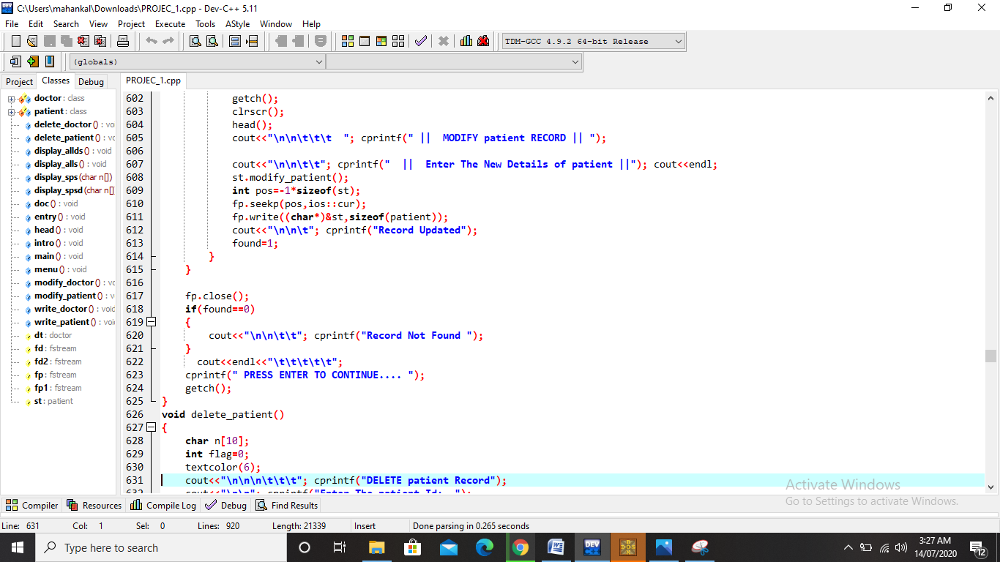 C:\Users\mahankal\Downloads\PROJEC_1.cpp - Dev-C++ 5.11
File Edit Search View Project Execute Tools AStyle Window Help
TDM-GCC 4.9.2 64-bit Release
(globals)
Project Classes Debug
PROJEC_1.cpp
doctor : class
patient : class
delete_doctor () : vo
delete_patient () : vc
display_allds () : void
display_alls () : void
display_sps (char n[])
display_spsd (char n[]
doc () : void
entry () : void
head () : void
intro () : void
main () : void
menu () : void
modify_doctor () : vc
modify_patient () : v
write_doctor () : voic
write_patient () : voi
dt : doctor
fd : fstream
fd2 : fstream
fp : fstream
fp1 : fstream
st : patient
602 getch();
603 clrscr();
604 head();
605 cout<<"\n\n\t\t\t  "; cprintf(" ||  MODIFY patient RECORD || ");
606
607 cout<<"\n\n\t\t"; cprintf("  ||  Enter The New Details of patient ||"); cout<<endl;
608 st.modify_patient();
609 int pos=-1*sizeof(st);
610 fp.seekp(pos,ios::cur);
611 fp.write((char*)&st,sizeof(patient));
612 cout<<"\n\n\t"; cprintf("Record Updated");
613 found=1;
614 }
615 }
616
617 fp.close();
618 if(found==0)
619 {
620 cout<<"\n\n\t\t"; cprintf("Record Not Found ");
621 }
622 cout<<endl<<"\t\t\t\t\t";
623 cprintf(" PRESS ENTER TO CONTINUE.... ");
624 getch();
625 }
626 void delete_patient()
627 {
628 char n[10];
629 int flag=0;
630 textcolor(6);
631 cout<<"\n\n\n\t\t\t"; cprintf("DELETE patient Record");
632 cout<<"\n\n"; cprintf("Enter The patient Id:  ");
Activate Windows
Go to Settings to activate Windows.
Compiler Resources Compile Log Debug Find Results
Line: 631 Col: 1 Sel: 0 Lines: 920 Length: 21339 Insert Done parsing in 0.265 seconds
Type here to search
DEV
DOS
3:27 AM
14/07/2020
12